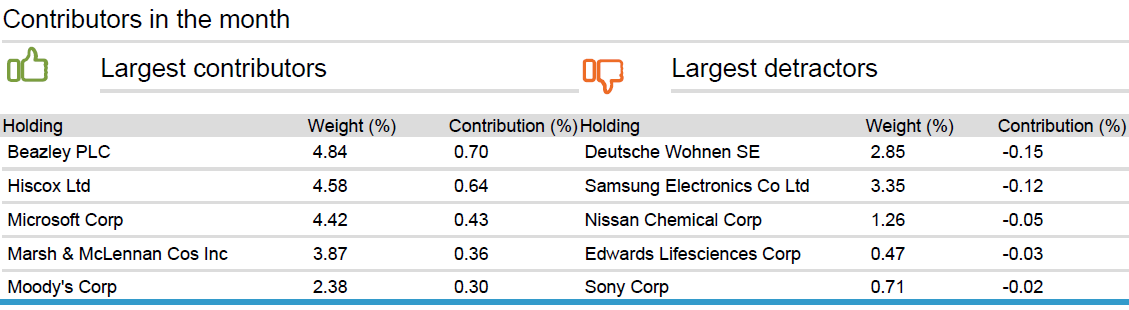 Contributors in the month
Largest contributors Largest detractors
Holding Weight (%) Contribution (%) Holding Weight (%) Contribution (%)
Beazley PLC 4.84 0.70 Deutsche Wohnen SE 2.85 -0.15
Hiscox Ltd 4.58 0.64 Samsung Electronics Co Ltd 3.35 -0.12
Microsoft Corp 4.42 0.43 Nissan Chemical Corp 1.26 -0.05
Marsh & McLennan Cos Inc 3.87 0.36 Edwards Lifesciences Corp 0.47 -0.03
Moody's Corp 2.38 0.30 Sony Corp 0.71 -0.02